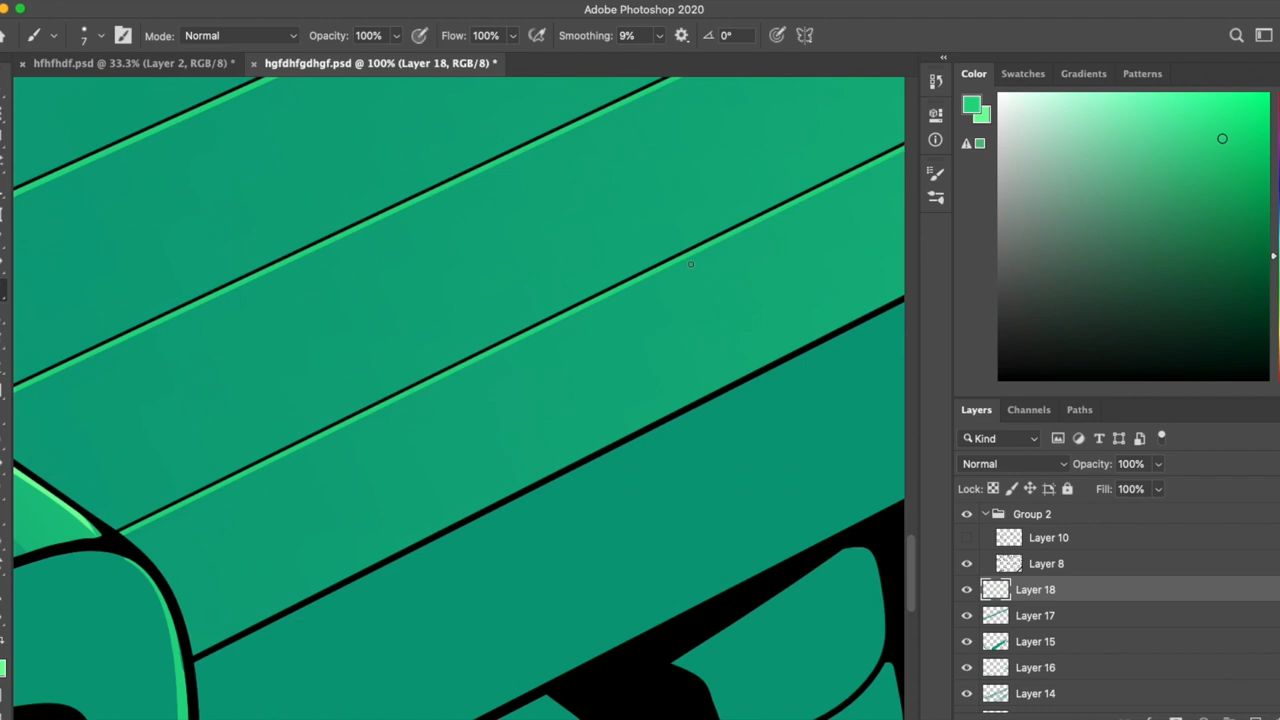 Adobe Photoshop 2020
7 Mode: Normal Opacity: 100% Flow: 100% Smoothing: 9% 0°
× hfhfhdf.psd @ 33.3% (Layer 2, RGB/8) * × hgfdhfgdhgf.psd @ 100% (Layer 18, RGB/8) *
Color Swatches Gradients Patterns
Layers Channels Paths
Kind
Normal Opacity: 100%
Lock: Fill: 100%
Group 2
Layer 10
Layer 8
Layer 18
Layer 17
Layer 15
Layer 16
Layer 14